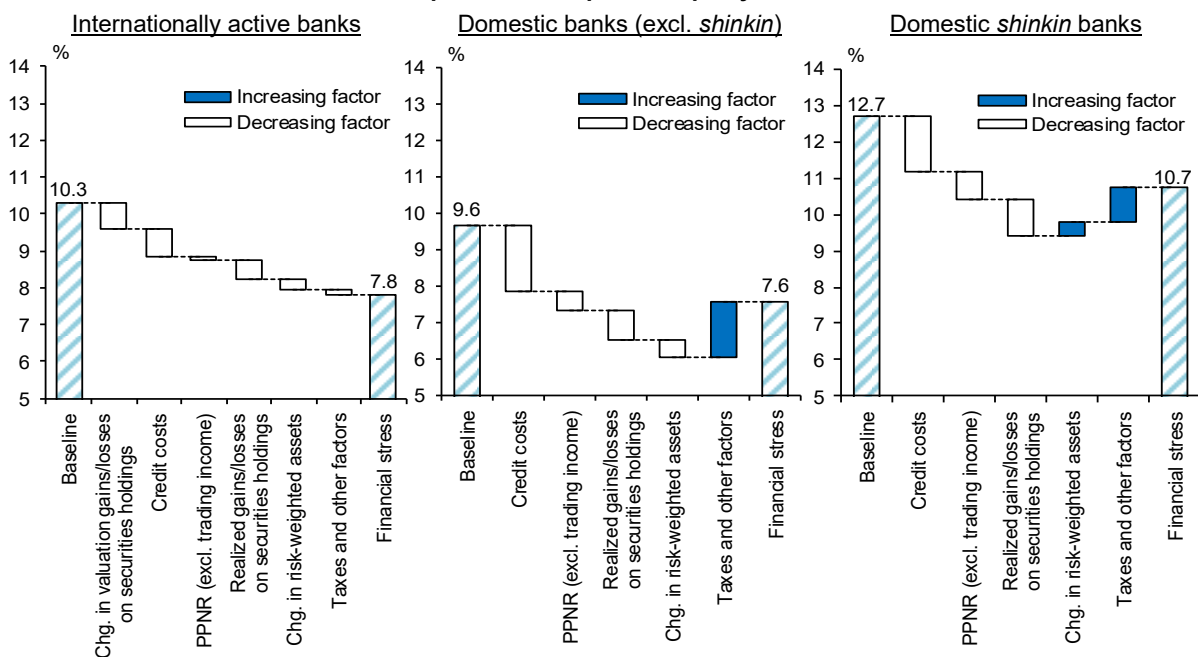 Internationally active banks
%
14
13
12
11
10
9
8
7
6
5
Increasing factor
Decreasing factor
10.3
7.8
Baseline
Chg. in valuation gains/losses
on securities holdings
Credit costs
PPNR (excl. trading income)
Realized gains/losses
on securities holdings
Chg. in risk-weighted assets
Taxes and other factors
Financial stress
Domestic banks (excl. shinkin)
%
14
13
12
11
10
9
8
7
6
5
Increasing factor
Decreasing factor
9.6
7.6
Baseline
Credit costs
PPNR (excl. trading income)
Realized gains/losses
on securities holdings
Chg. in risk-weighted assets
Taxes and other factors
Financial stress
Domestic shinkin banks
%
14
13
12
11
10
9
8
7
6
5
Increasing factor
Decreasing factor
12.7
10.7
Baseline
Credit costs
PPNR (excl. trading income)
Realized gains/losses
on securities holdings
Chg. in risk-weighted assets
Taxes and other factors
Financial stress